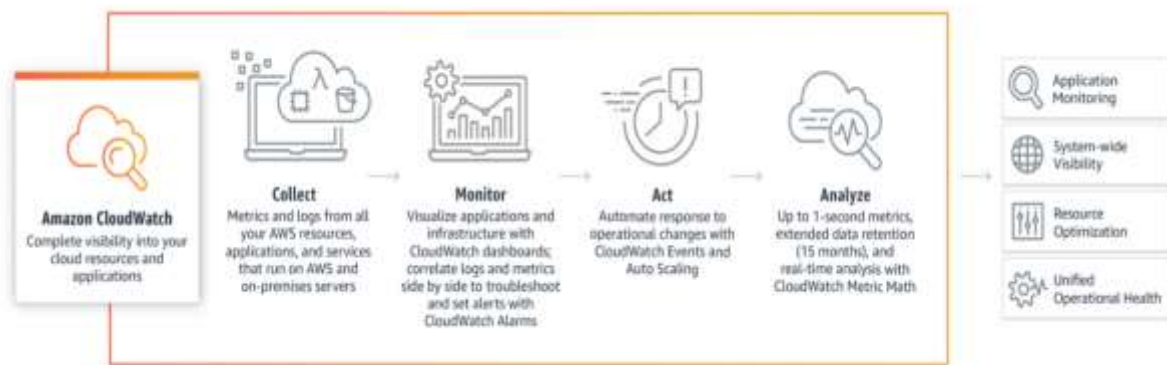 Amazon CloudWatch
Complete visibility into your
cloud resources and
applications
Collect
Metrics and logs from all
your AWS resources,
applications, and services
that run on AWS and
on-premises servers
Monitor
Visualize applications and
infrastructure with
CloudWatch dashboards;
correlate logs and metrics
side by side to troubleshoot
and set alerts with
CloudWatch Alarms
Act
Automate response to
operational changes with
CloudWatch Events and
Auto Scaling
Analyze
Up to 1-second metrics,
extended data retention
(15 months), and
real-time analysis with
CloudWatch Metric Math
Application
Monitoring
System-wide
Visibility
Resource
Optimization
Unified
Operational Health